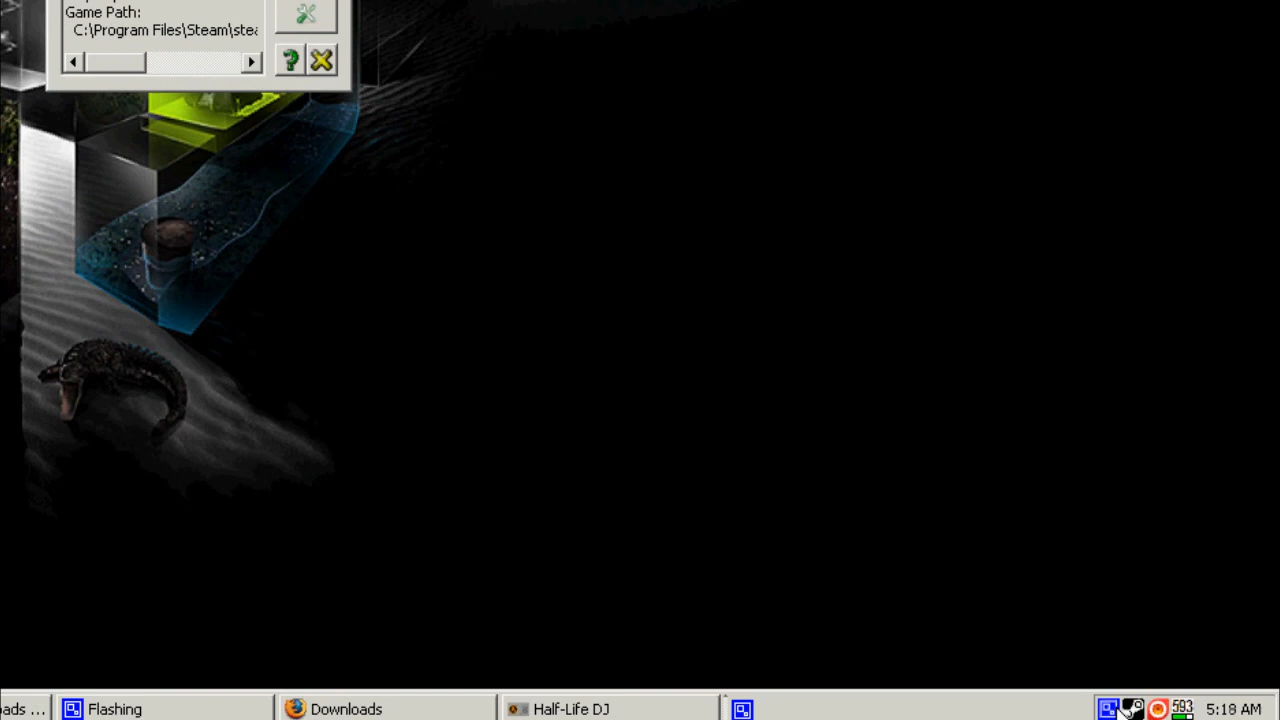 Game Path:
C:\Program Files\Steam\stea
ads ...
Flashing
Downloads
Half-Life DJ
593
5:18 AM